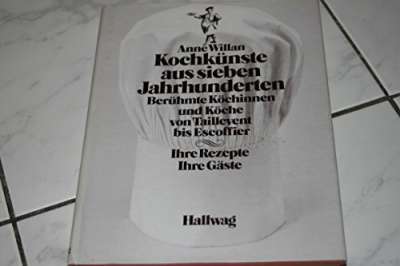 Anne Willan
Kochkünste
aus sieben
Jahrhunderten
Berühmte Köchinnen
und Köche
von Taillevent
bis Escoffier
Ihre Rezepte
Ihre Gäste
Hallwag